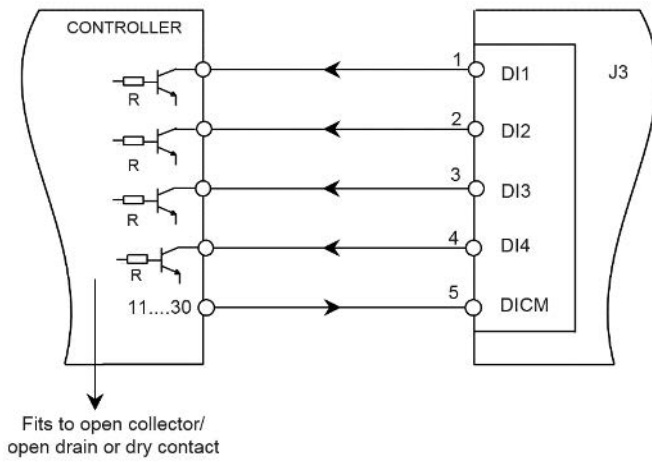 CONTROLLER
J3
1
DI1
R
2
DI2
R
3
DI3
R
4
DI4
R
11....30
5
DICM
Fits to open collector/
open drain or dry contact